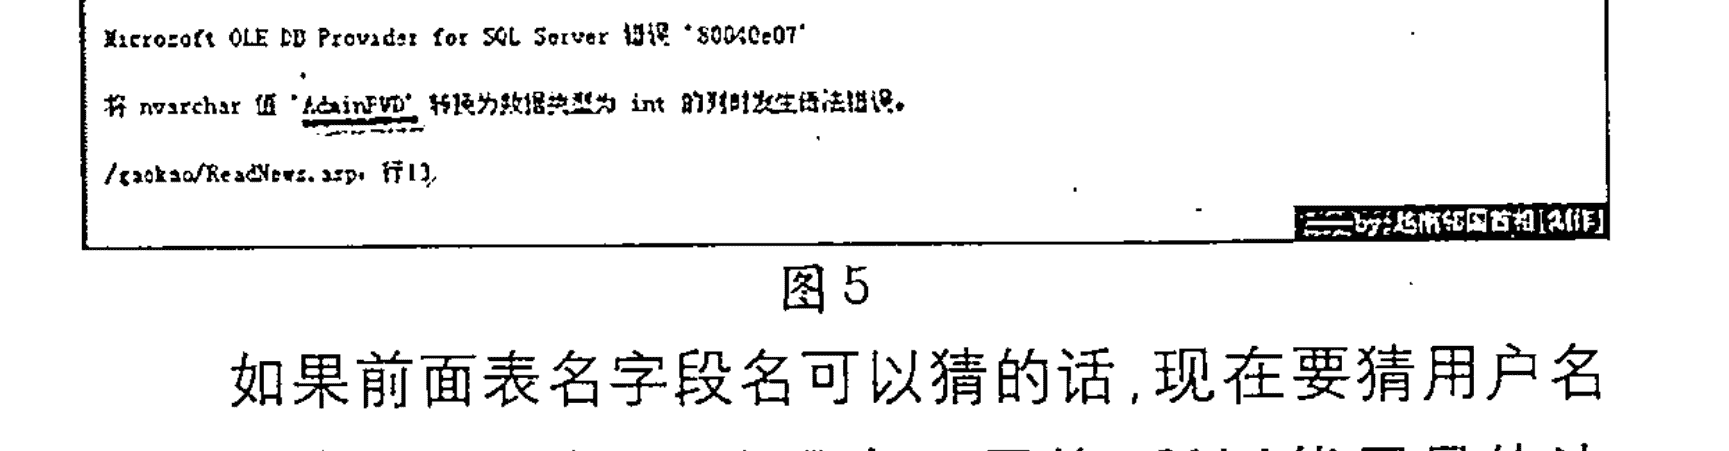 Microsoft OLE DB Provider for SQL Server 错误 '80040e07'
将 nvarchar 值 'AdminPWD' 转换为数据类型为 int 的列时发生语法错误。
/gaokao/ReadNews.asp, 行13
图 5
如果前面表名字段名可以猜的话,现在要猜用户名